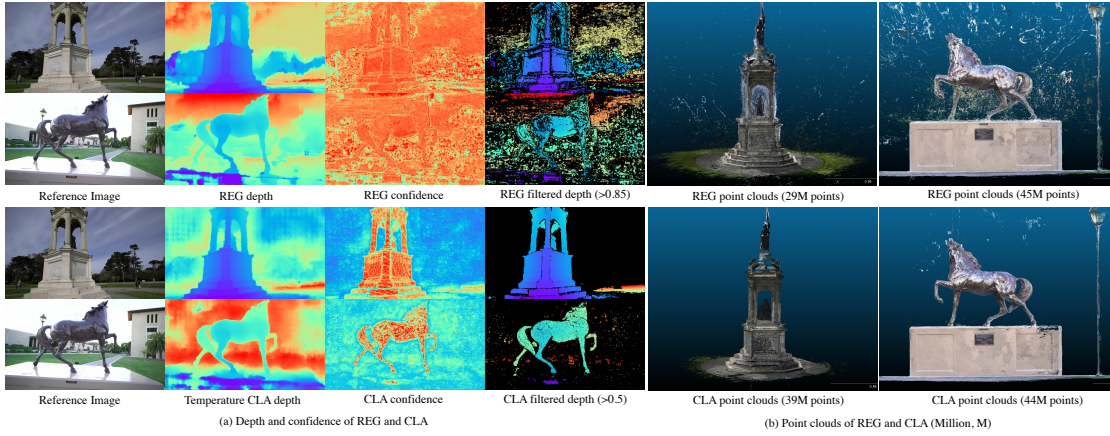 Reference Image REG depth REG confidence REG filtered depth (>0.85) REG point clouds (29M points) REG point clouds (45M points)
Reference Image Temperature CLA depth CLA confidence CLA filtered depth (>0.5) CLA point clouds (39M points) CLA point clouds (44M points)
(a) Depth and confidence of REG and CLA (b) Point clouds of REG and CLA (Million, M)